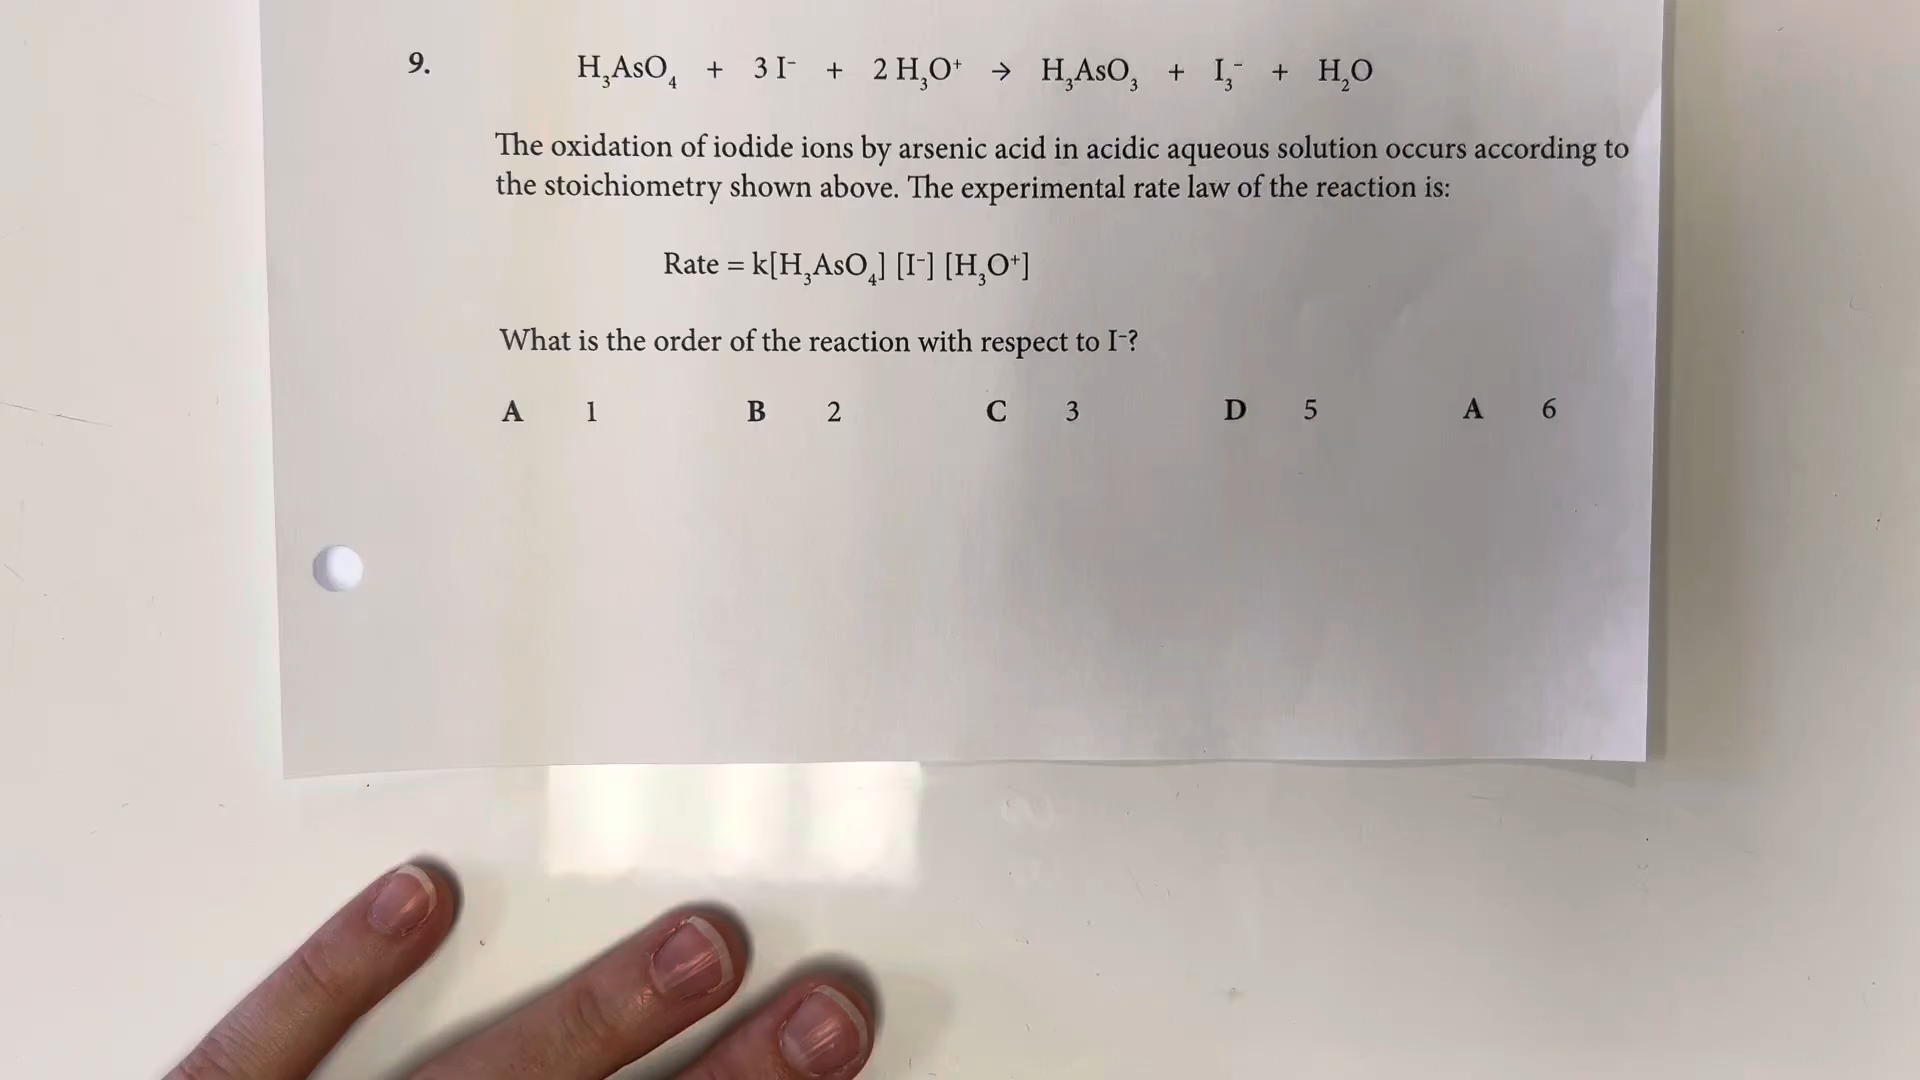 9. H₃AsO₄ + 3 I⁻ + 2 H₃O⁺ → H₃AsO₃ + I₃⁻ + H₂O
The oxidation of iodide ions by arsenic acid in acidic aqueous solution occurs according to
the stoichiometry shown above. The experimental rate law of the reaction is:
Rate = k[H₃AsO₄] [I⁻] [H₃O⁺]
What is the order of the reaction with respect to I⁻?
A 1 B 2 C 3 D 5 A 6